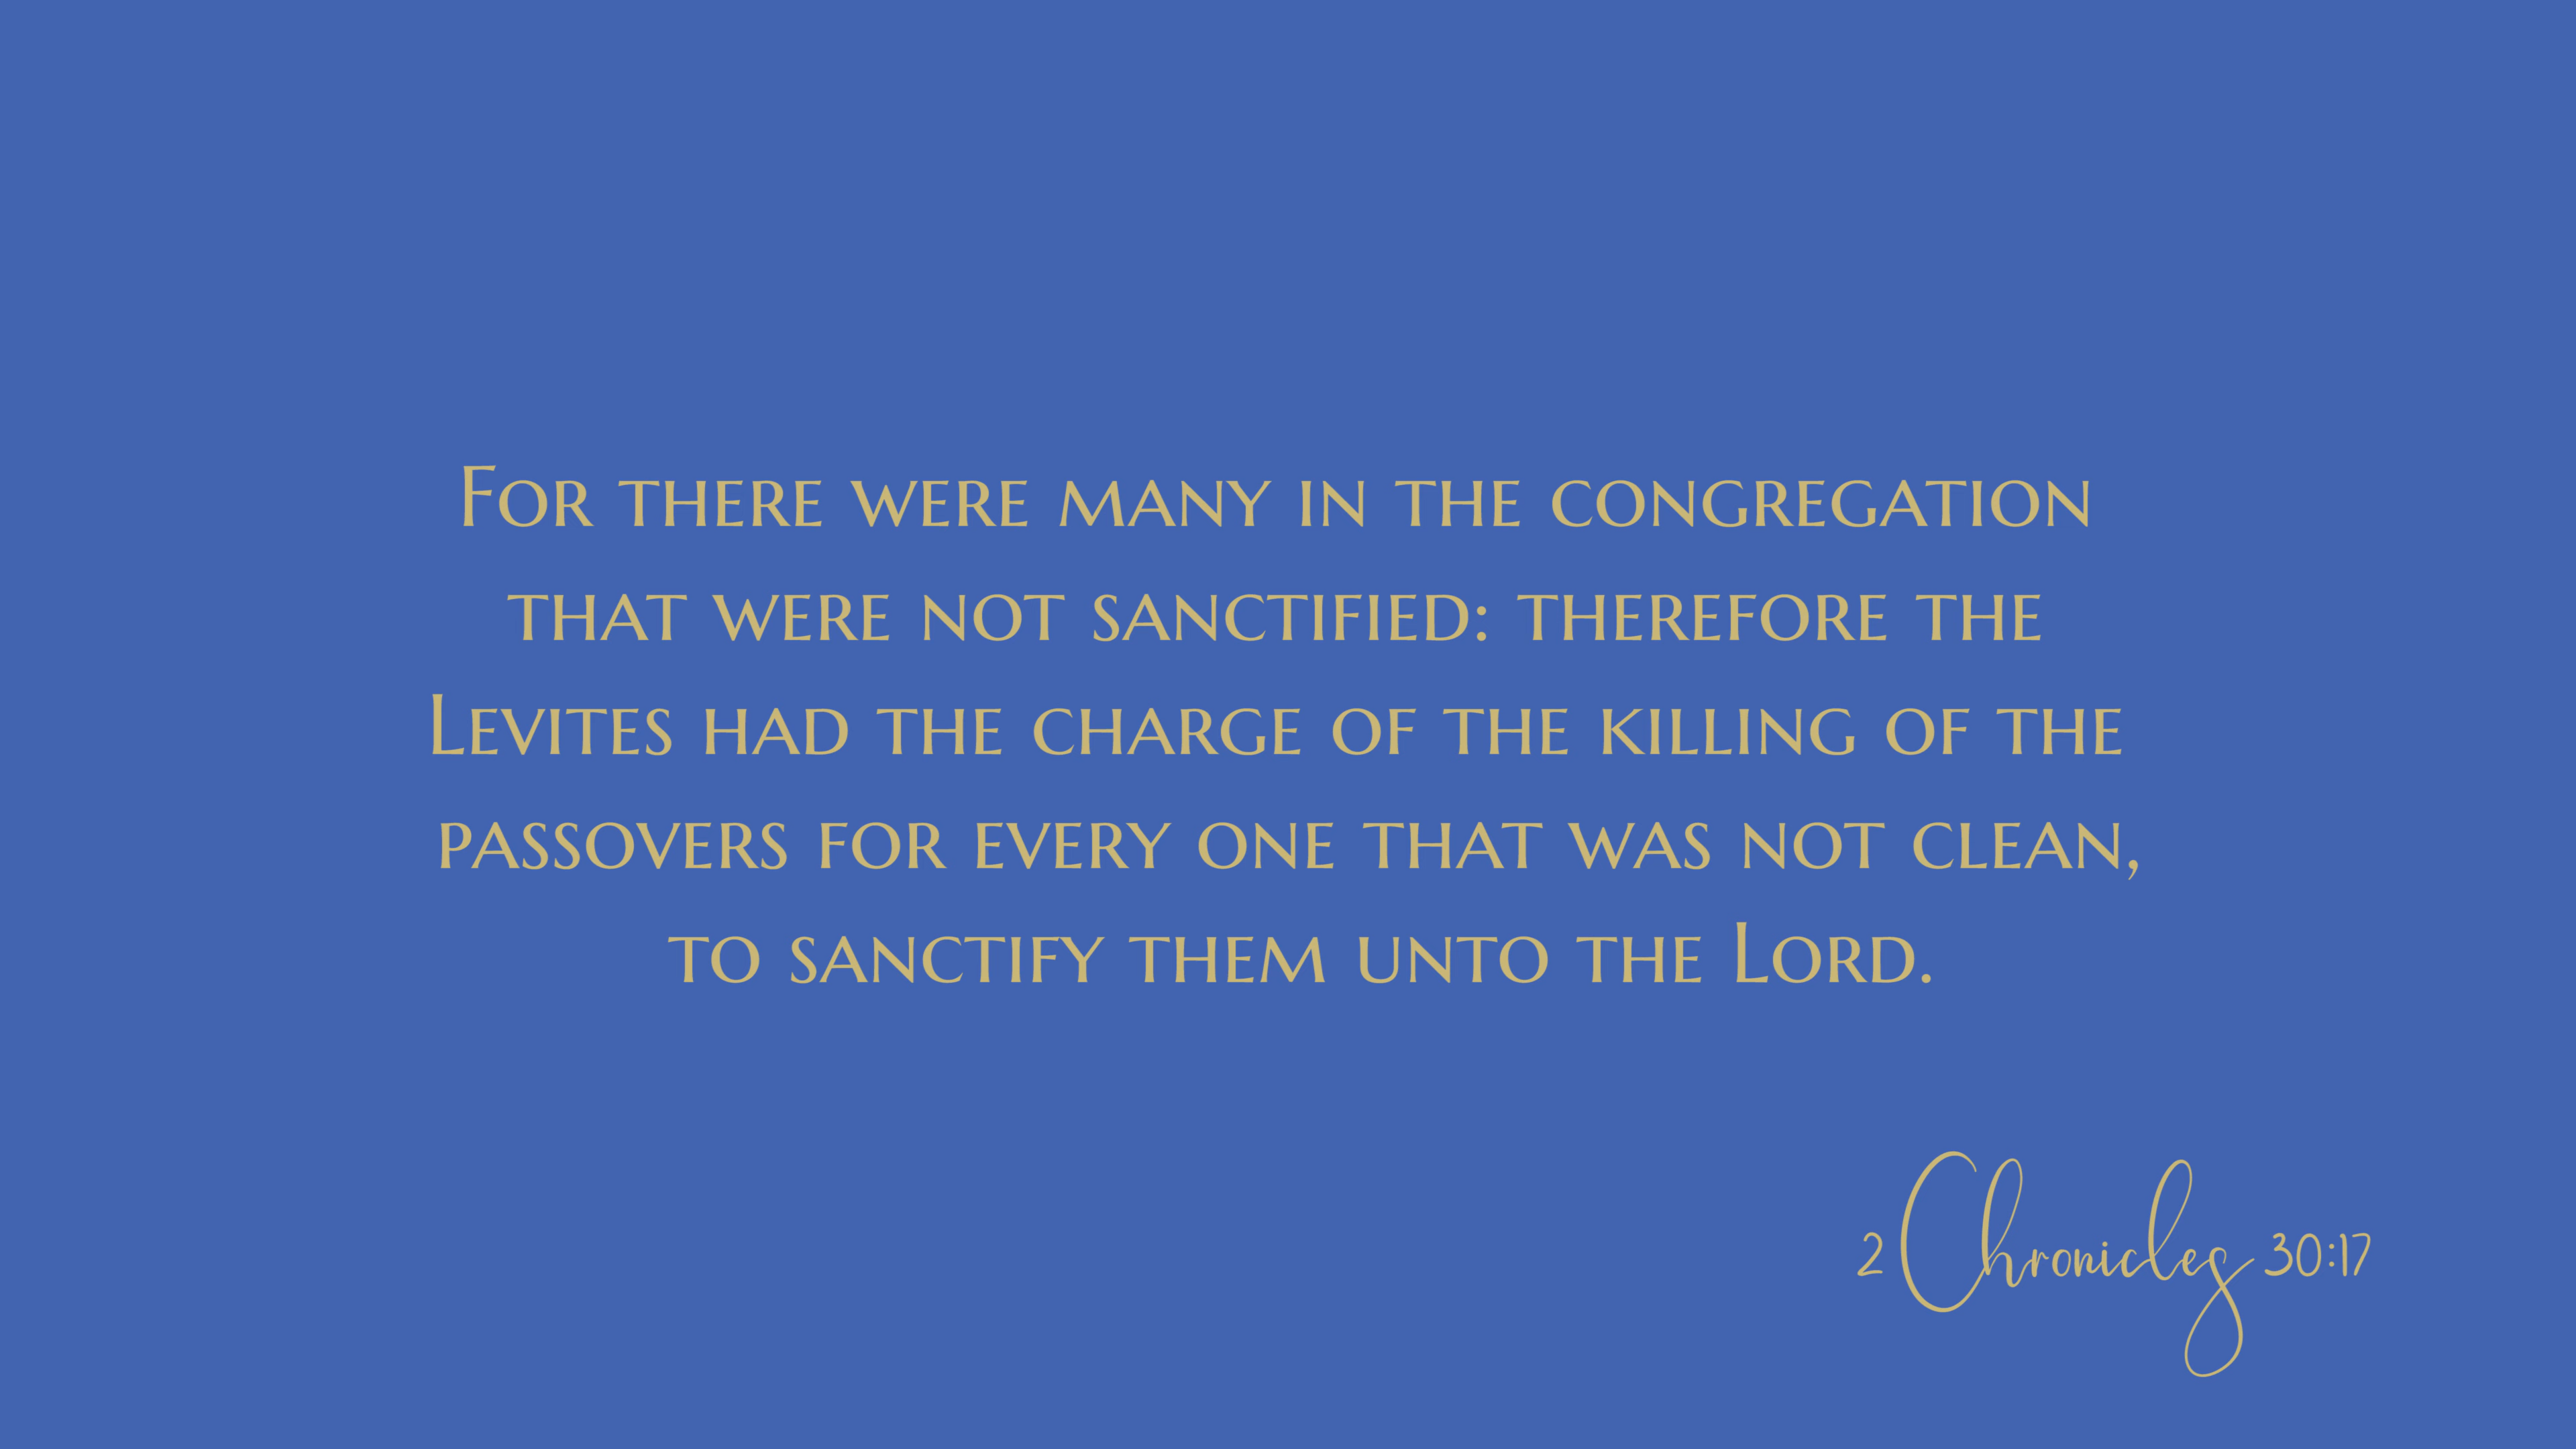 For there were many in the congregation
that were not sanctified: therefore the
Levites had the charge of the killing of the
passovers for every one that was not clean,
to sanctify them unto the Lord.
2 Chronicles 30:17